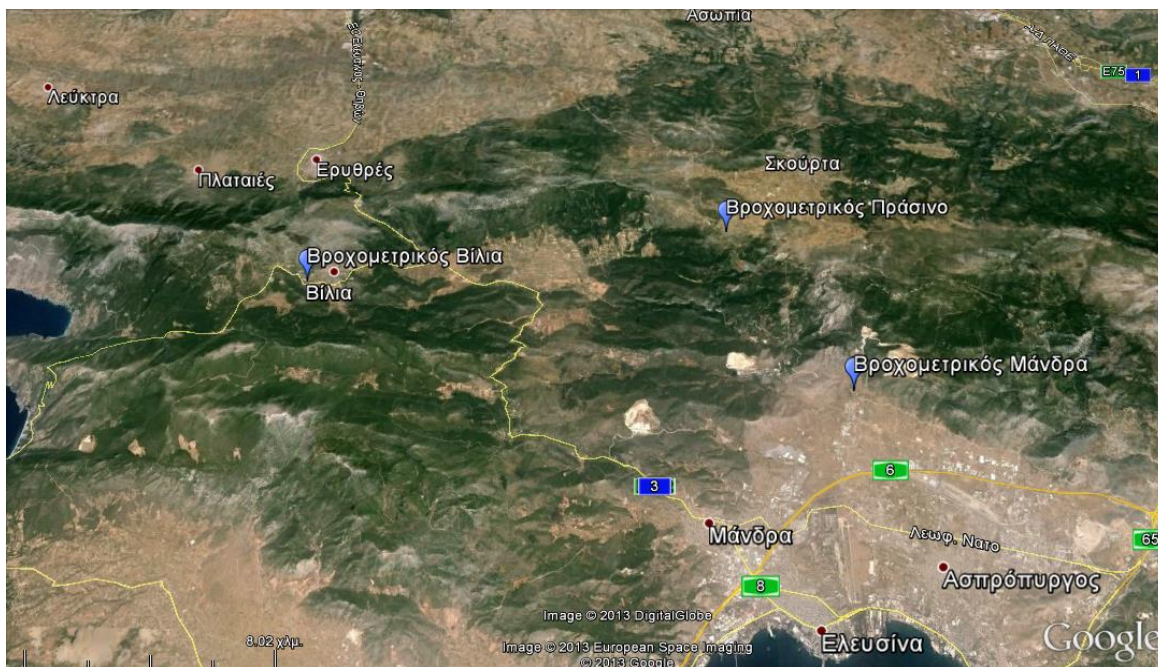 Ασωπία
Λεύκτρα
E75
1
Πλαταιές
Ερυθρές
Σκούρτα
Βροχομετρικός Πράσινο
Βροχομετρικός Βίλια
Βίλια
Βροχομετρικός Μάνδρα
3
6
Μάνδρα
Λεωφ. Νατο
65
8
Ασπρόπυργος
Image © 2013 DigitalGlobe
8.02 χλμ.
Ελευσίνα
Image © 2013 European Space Imaging
© 2013 Google
Google